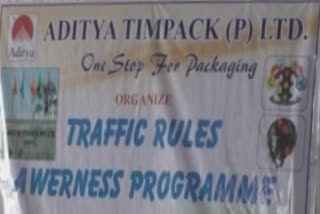 ADITYA TIMPACK (P) LTD.
Aditya
One Stop For Packaging
ORGANIZE
TRAFFIC RULES
AWERNESS PROGRAMME